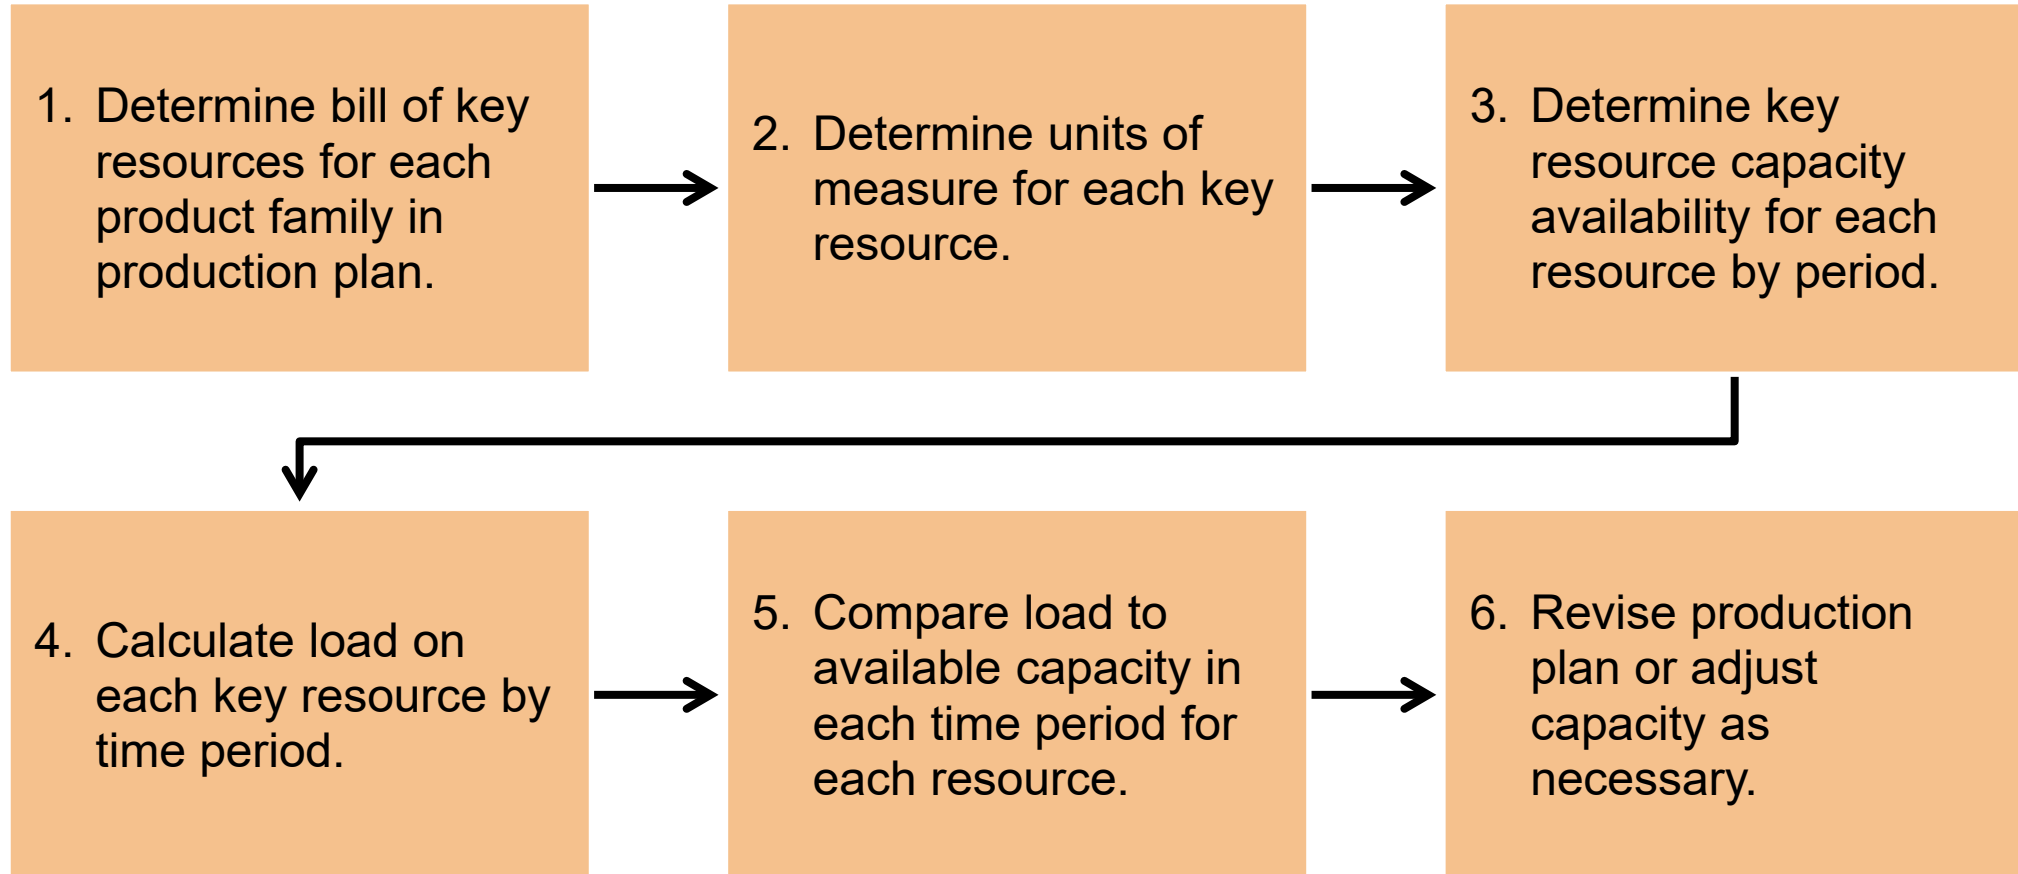 1. Determine bill of key
resources for each
product family in
production plan.
2. Determine units of
measure for each key
resource.
3. Determine key
resource capacity
availability for each
resource by period.
4. Calculate load on
each key resource by
time period.
5. Compare load to
available capacity in
each time period for
each resource.
6. Revise production
plan or adjust
capacity as
necessary.